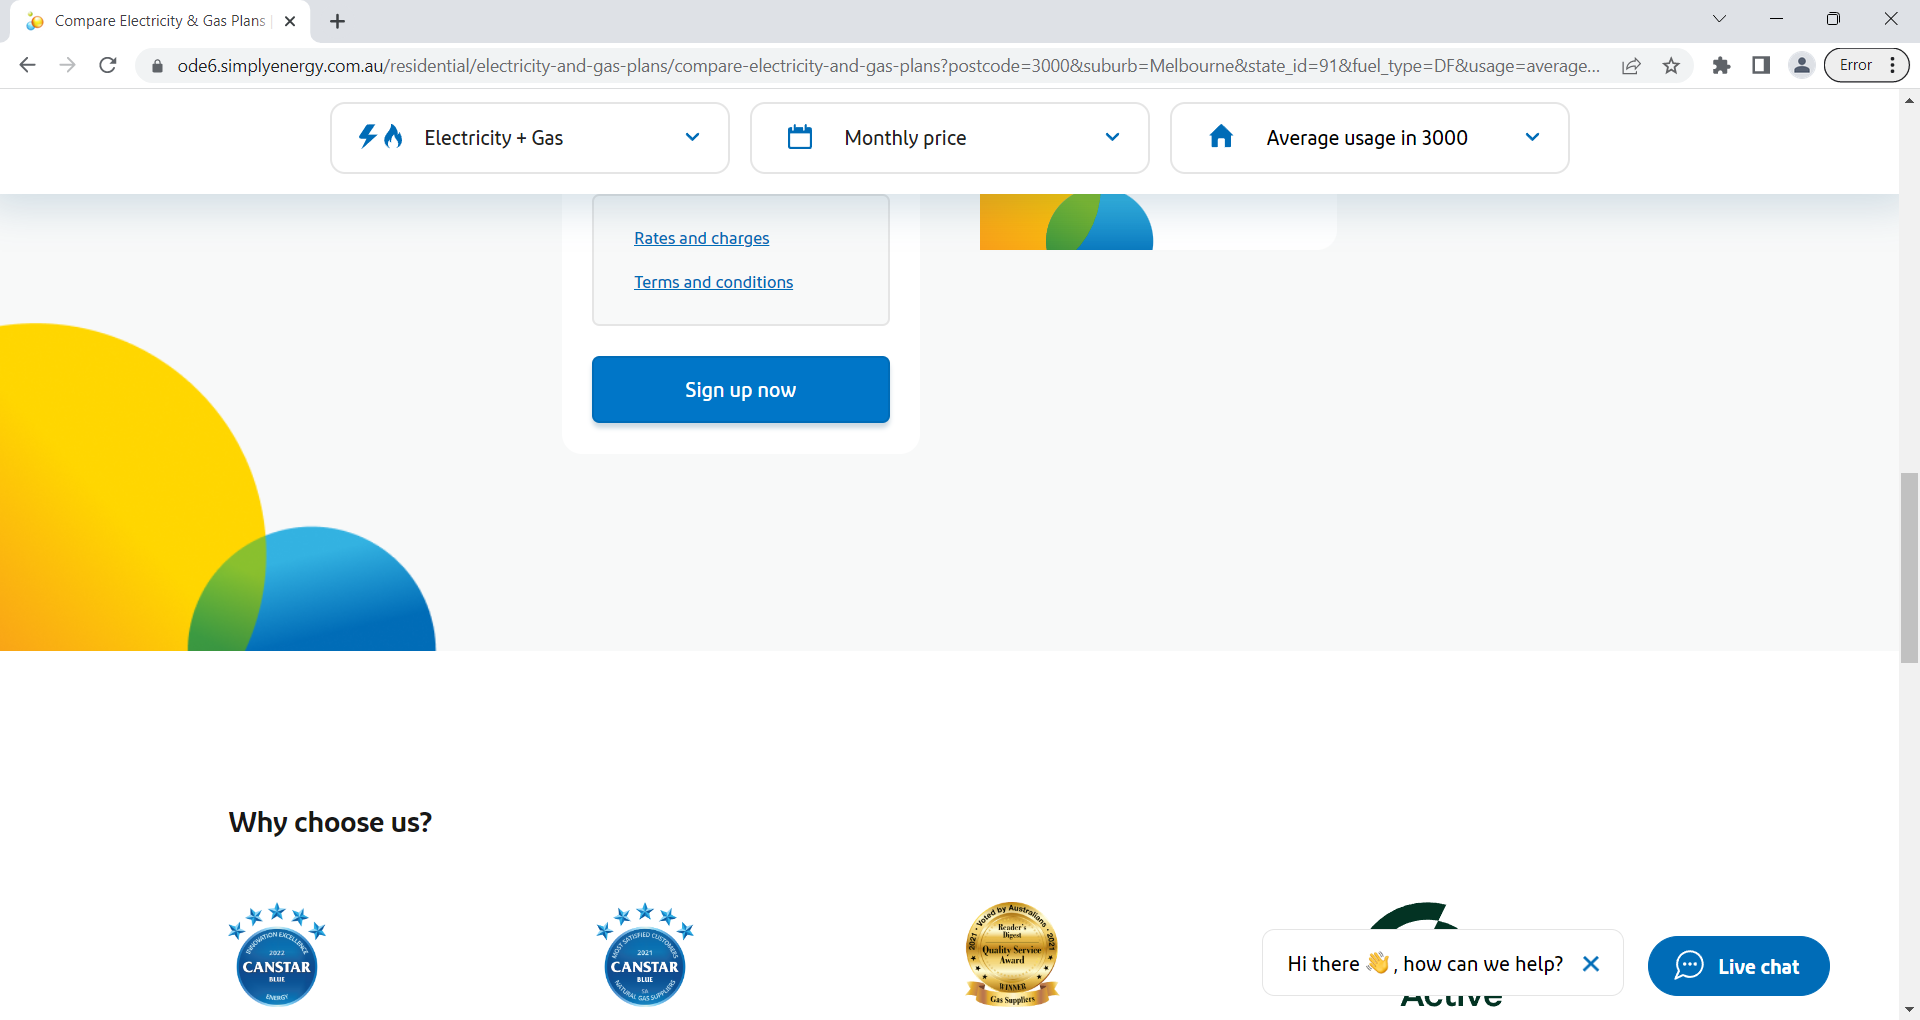 Compare Electricity & Gas Plans
Error
ode6.simplyenergy.com.au/residential/electricity-and-gas-plans/compare-electricity-and-gas-plans?postcode=3000&suburb=Melbourne&state_id=91&fuel_type=DF&usage=average...
Electricity + Gas
Monthly price
Average usage in 3000
Rates and charges
Terms and conditions
Sign up now
Why choose us?
INNOVATION EXCELLENCE
2022
CANSTAR
BLUE
ENERGY
MOST SATISFIED CUSTOMERS
2021
CANSTAR
BLUE
SA
NATURAL GAS SUPPLIERS
2021 • Voted by Australians • 2021
Reader's
Digest
Quality Service
Award
WINNER
Gas Suppliers
Active
Hi there 👋, how can we help?
Live chat